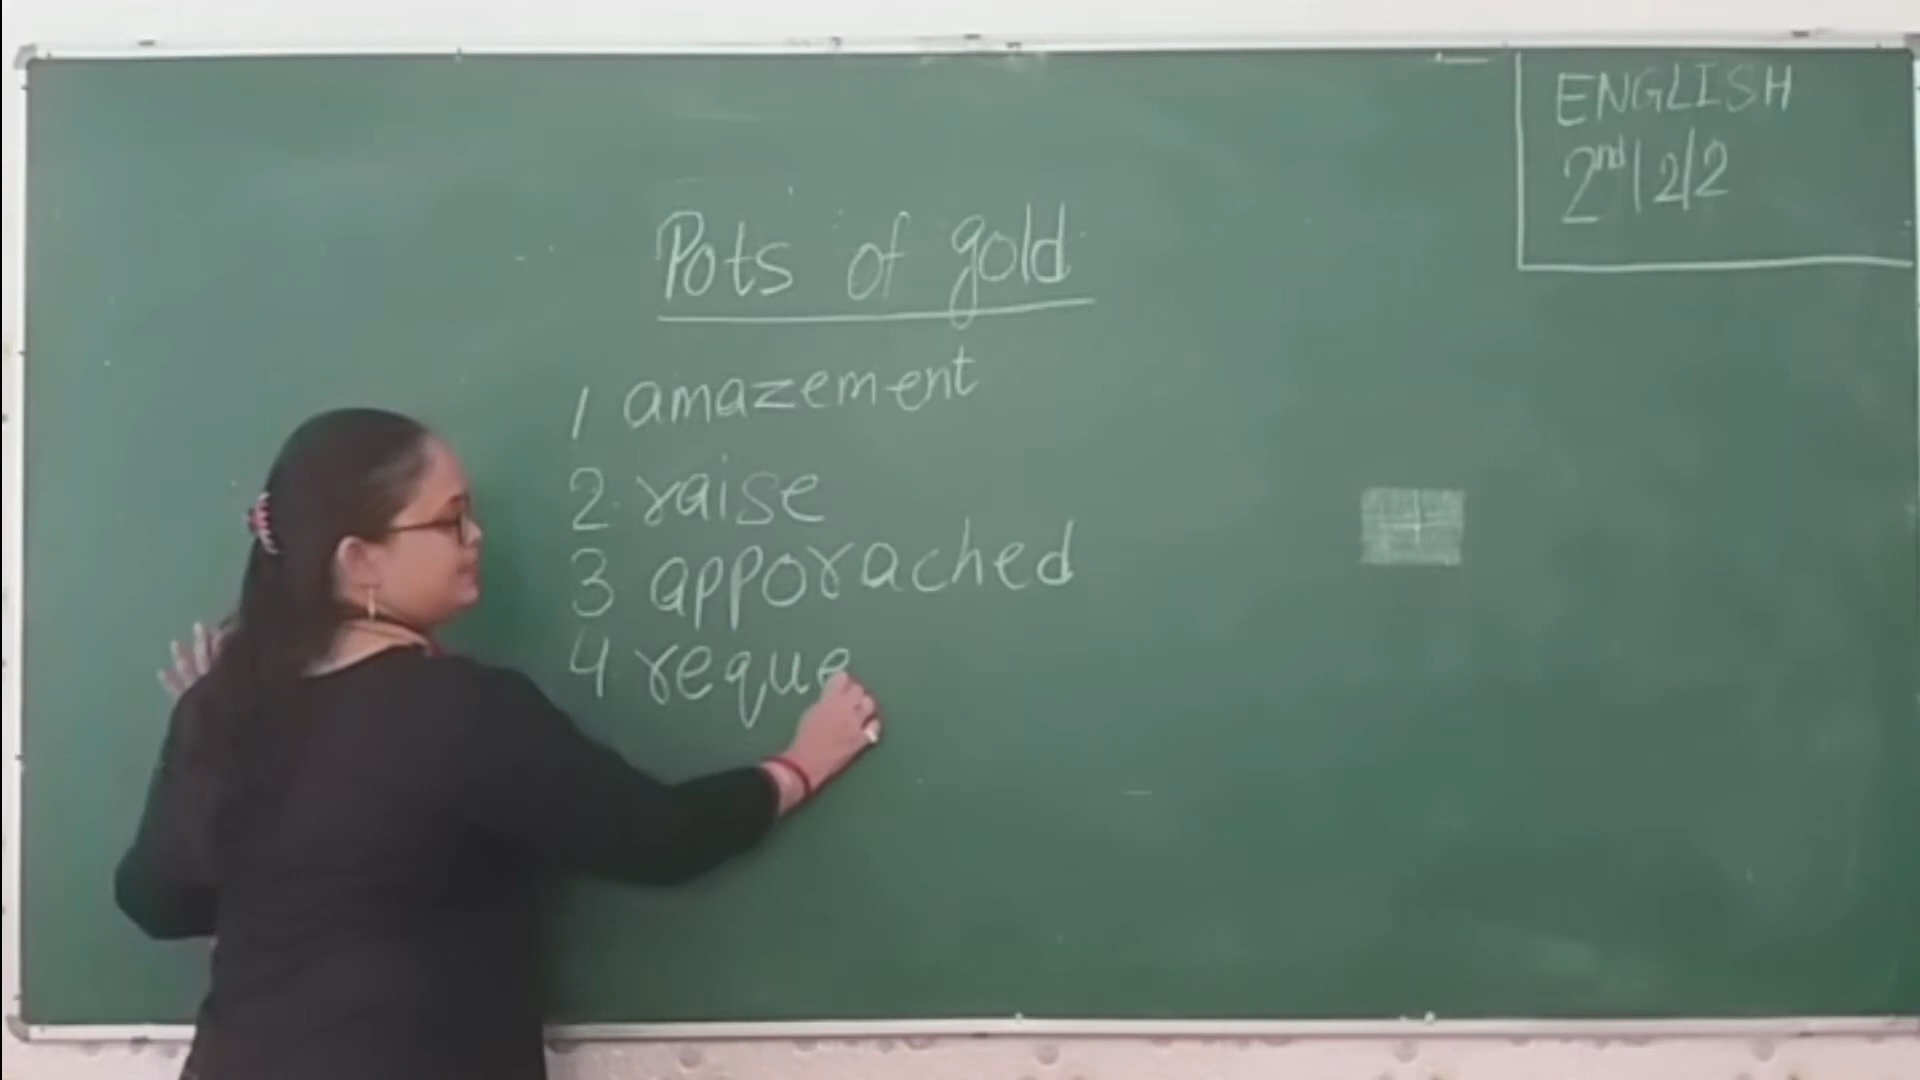 ENGLISH
2nd/2/2
Pots of gold
1 amazement
2. raise
3 apporached
4 reque